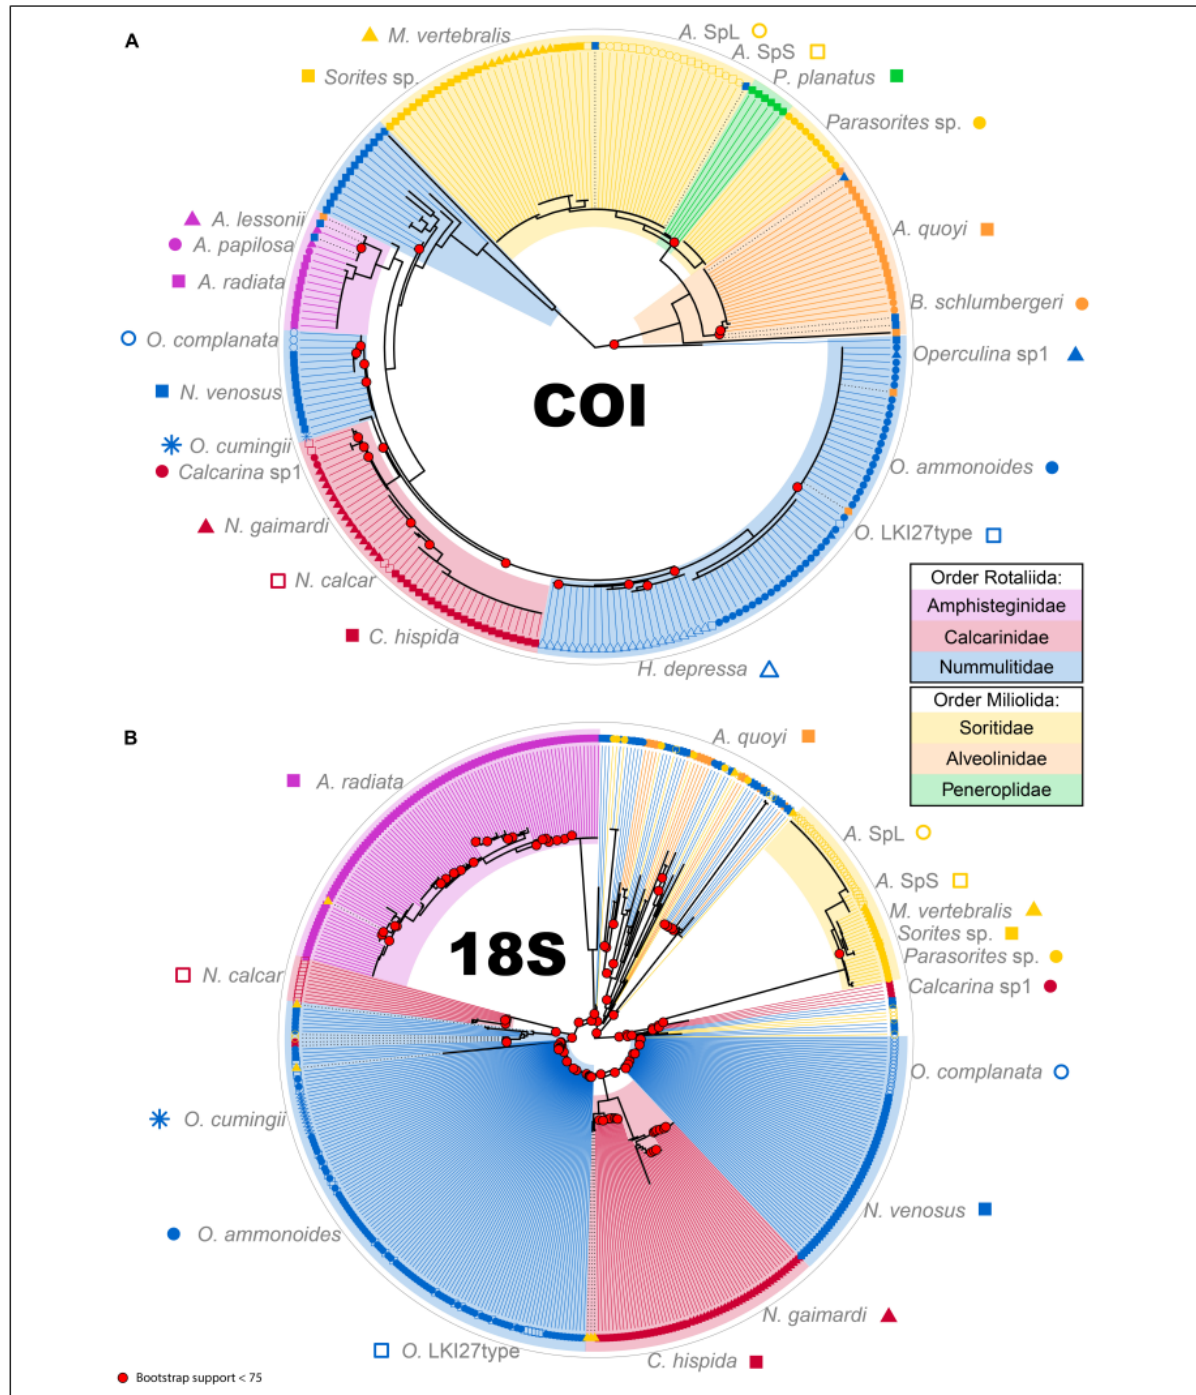 A
M. vertebralis
A. SpL
A. SpS
Sorites sp.
P. planatus
Parasorites sp.
A. lessonii
A. papilosa
A. quoyi
A. radiata
B. schlumbergeri
O. complanata
Operculina sp1
N. venosus
COI
O. cumingii
Calcarina sp1
O. ammonoides
N. gaimardi
O. LKI27type
N. calcar
C. hispida
H. depressa
Order Rotaliida:
Amphisteginidae
Calcarinidae
Nummulitidae
Order Miliolida:
Soritidae
Alveolinidae
Peneroplidae
B
A. quoyi
A. radiata
A. SpL
A. SpS
M. vertebralis
Sorites sp.
18S
Parasorites sp.
N. calcar
Calcarina sp1
O. complanata
O. cumingii
N. venosus
O. ammonoides
N. gaimardi
O. LKI27type
C. hispida
Bootstrap support < 75